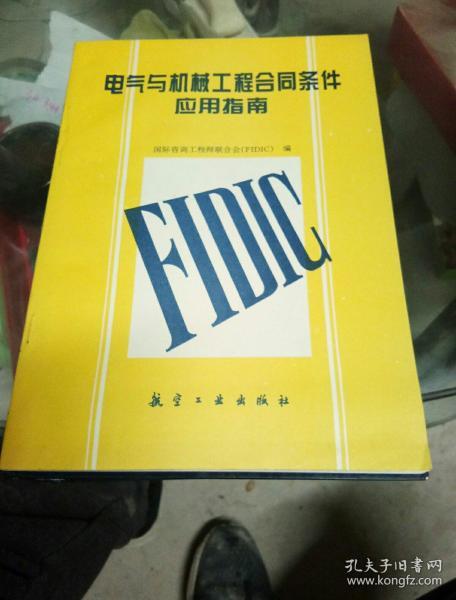 电气与机械工程合同条件
应用指南
国际咨询工程师联合会(FIDIC) 编
FIDIC
航空工业出版社
孔夫子旧书网
www.kongfz.com